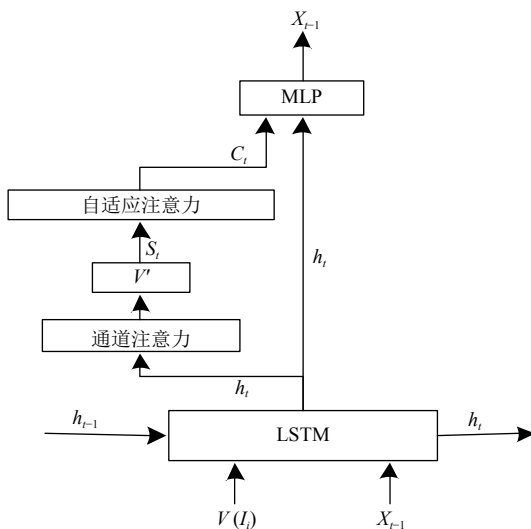 X_{t-1}
MLP
C_t
自适应注意力
S_t
h_t
V'
通道注意力
h_t
h_{t-1}
h_t
LSTM
V(I_i)
X_{t-1}